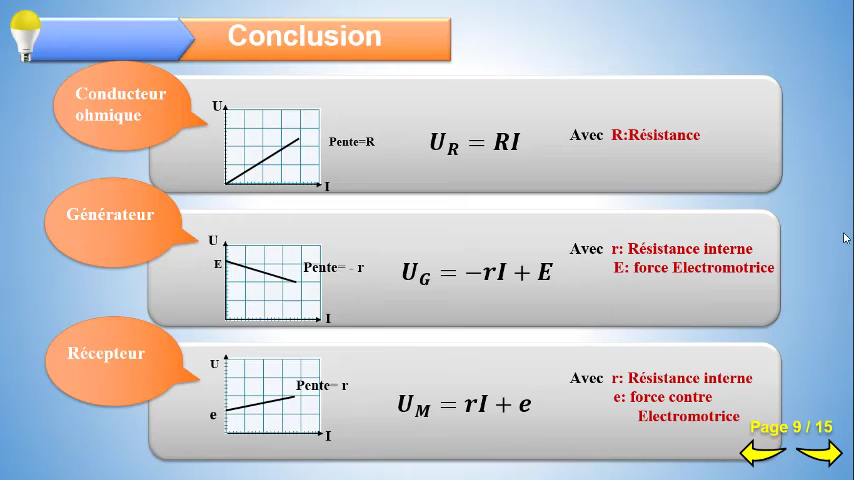 Conclusion
Conducteur
ohmique
U
Pente=R
I
U_R = RI
Avec R:Résistance
Générateur
U
E
Pente= - r
I
U_G = −rI + E
Avec r: Résistance interne
E: force Electromotrice
Récepteur
U
Pente= r
e
I
U_M = rI + e
Avec r: Résistance interne
e: force contre
Electromotrice
Page 9 / 15